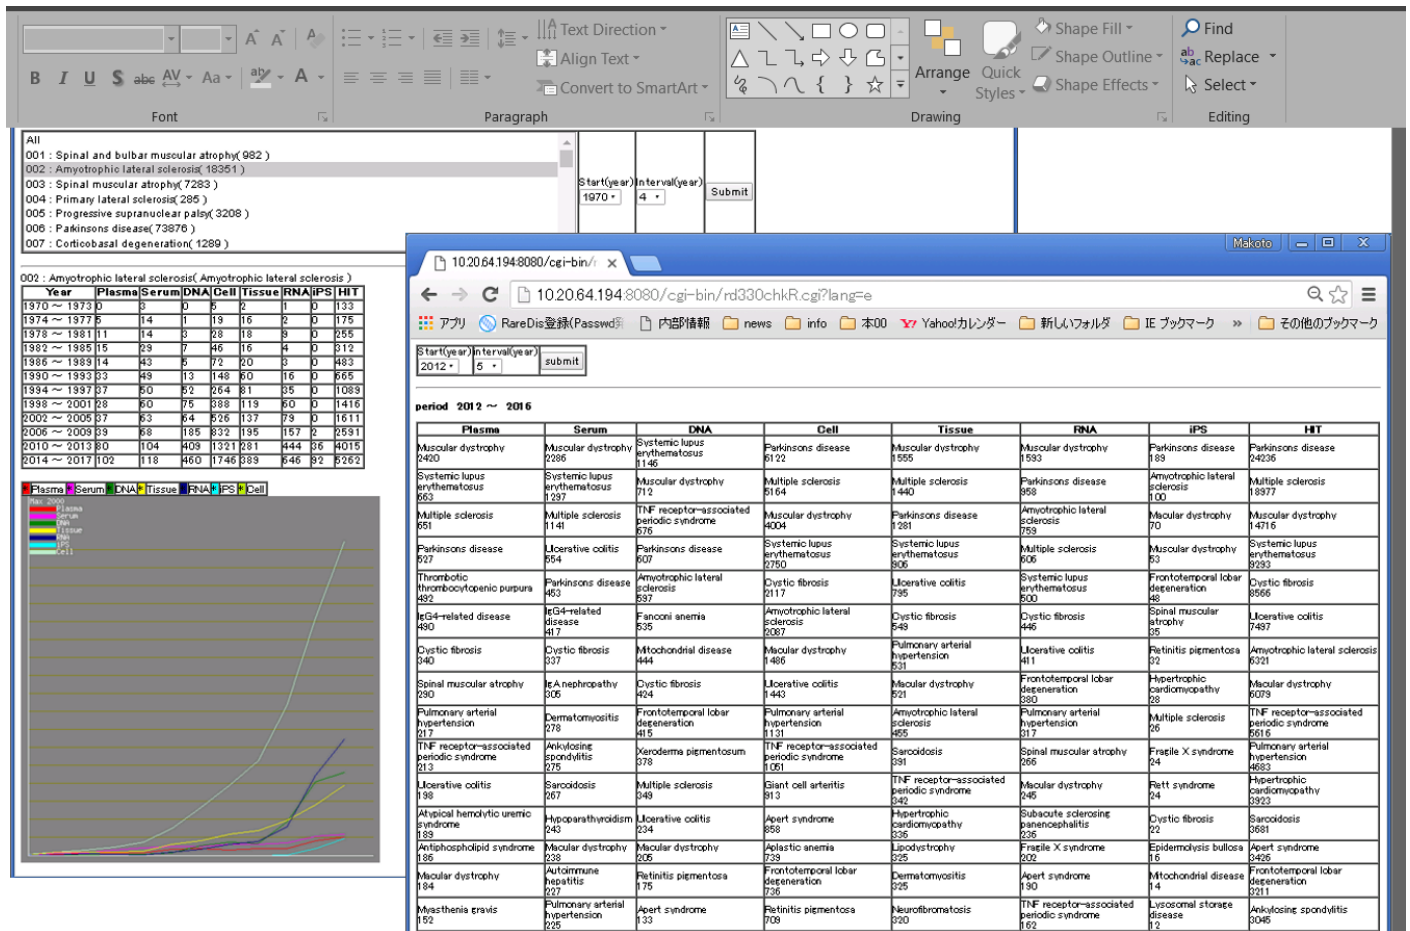 Text Direction
Align Text
Convert to SmartArt
B I U S abc AV Aa A
Arrange
Quick Styles
Shape Fill
Shape Outline
Shape Effects
Find
Replace
Select
Font
Paragraph
Drawing
Editing
All
001 : Spinal and bulbar muscular atrophy( 982 )
002 : Amyotrophic lateral sclerosis( 18351 )
003 : Spinal muscular atrophy( 7283 )
004 : Primary lateral sclerosis( 285 )
005 : Progressive supranuclear palsy( 3208 )
006 : Parkinsons disease( 73876 )
007 : Corticobasal degeneration( 1289 )
Start(year) Interval(year)
1970 4 Submit
002 : Amyotrophic lateral sclerosis( Amyotrophic lateral sclerosis )
Year Plasma Serum DNA Cell Tissue RNA iPS HIT
1970 ～ 1973 0 3 0 5 2 1 0 133
1974 ～ 1977 5 14 1 19 16 2 0 175
1978 ～ 1981 11 14 3 28 18 9 0 255
1982 ～ 1985 15 29 7 46 16 4 0 312
1986 ～ 1989 14 43 5 72 20 3 0 483
1990 ～ 1993 33 49 13 148 60 16 0 665
1994 ～ 1997 37 50 52 264 81 35 0 1089
1998 ～ 2001 28 60 75 388 119 60 0 1416
2002 ～ 2005 37 63 64 526 137 79 0 1611
2006 ～ 2009 39 68 185 832 195 157 2 2591
2010 ～ 2013 80 104 409 1321 281 444 36 4015
2014 ～ 2017 102 118 460 1746 389 646 92 5262
*Plasma *Serum *DNA *Tissue *RNA *iPS *Cell
Max 2000
Plasma
Serum
DNA
Tissue
RNA
iPS
Cell
Makoto
10.20.64.194:8080/cgi-bin/r
10.20.64.194:8080/cgi-bin/rd330chkR.cgi?lang=e
アプリ RareDis登録(Passwd 内部情報 news info 本00 Yahoo!カレンダー 新しいフォルダ IE ブックマーク » その他のブックマーク
Start(year) Interval(year)
2012 5 submit
period 2012 ～ 2016
Plasma Serum DNA Cell Tissue RNA iPS HIT
Muscular dystrophy 2420 Muscular dystrophy 2286 Systemic lupus erythematosus 1146 Parkinsons disease 6122 Muscular dystrophy 1555 Muscular dystrophy 1593 Parkinsons disease 189 Parkinsons disease 24236
Systemic lupus erythematosus 663 Systemic lupus erythematosus 1297 Muscular dystrophy 712 Multiple sclerosis 5164 Multiple sclerosis 1440 Parkinsons disease 958 Amyotrophic lateral sclerosis 100 Multiple sclerosis 18977
Multiple sclerosis 651 Multiple sclerosis 1141 TNF receptor-associated periodic syndrome 676 Muscular dystrophy 4004 Parkinsons disease 1281 Amyotrophic lateral sclerosis 759 Macular dystrophy 70 Muscular dystrophy 14716
Parkinsons disease 527 Ulcerative colitis 554 Parkinsons disease 607 Systemic lupus erythematosus 2750 Systemic lupus erythematosus 906 Multiple sclerosis 606 Muscular dystrophy 53 Systemic lupus erythematosus 9293
Thrombotic thrombocytopenic purpura 492 Parkinsons disease 453 Amyotrophic lateral sclerosis 597 Cystic fibrosis 2117 Ulcerative colitis 795 Systemic lupus erythematosus 500 Frontotemporal lobar degeneration 48 Cystic fibrosis 8566
IgG4-related disease 490 IgG4-related disease 417 Fanconi anemia 535 Amyotrophic lateral sclerosis 2087 Cystic fibrosis 549 Cystic fibrosis 446 Spinal muscular atrophy 35 Ulcerative colitis 7497
Cystic fibrosis 340 Cystic fibrosis 337 Mitochondrial disease 444 Macular dystrophy 1486 Pulmonary arterial hypertension 531 Ulcerative colitis 411 Retinitis pigmentosa 32 Amyotrophic lateral sclerosis 6321
Spinal muscular atrophy 290 IgA nephropathy 305 Cystic fibrosis 424 Ulcerative colitis 1443 Macular dystrophy 521 Frontotemporal lobar degeneration 380 Hypertrophic cardiomyopathy 28 Macular dystrophy 6079
Pulmonary arterial hypertension 217 Dermatomyositis 278 Frontotemporal lobar degeneration 415 Pulmonary arterial hypertension 1131 Amyotrophic lateral sclerosis 455 Pulmonary arterial hypertension 317 Multiple sclerosis 26 TNF receptor-associated periodic syndrome 5616
TNF receptor-associated periodic syndrome 213 Ankylosing spondylitis 275 Xeroderma pigmentosum 378 TNF receptor-associated periodic syndrome 1051 Sarcoidosis 391 Spinal muscular atrophy 266 Fragile X syndrome 24 Pulmonary arterial hypertension 4683
Ulcerative colitis 198 Sarcoidosis 267 Multiple sclerosis 349 Giant cell arteritis 913 TNF receptor-associated periodic syndrome 342 Macular dystrophy 245 Rett syndrome 24 Hypertrophic cardiomyopathy 3923
Atypical hemolytic uremic syndrome 189 Hypoparathyroidism 243 Ulcerative colitis 234 Apert syndrome 858 Hypertrophic cardiomyopathy 336 Subacute sclerosing panencephalitis 236 Cystic fibrosis 22 Sarcoidosis 3681
Antiphospholipid syndrome 186 Macular dystrophy 238 Macular dystrophy 205 Aplastic anemia 739 Lipodystrophy 325 Fragile X syndrome 202 Epidermolysis bullosa 16 Apert syndrome 3426
Macular dystrophy 184 Autoimmune hepatitis 227 Retinitis pigmentosa 175 Frontotemporal lobar degeneration 736 Dermatomyositis 325 Apert syndrome 190 Mitochondrial disease 14 Frontotemporal lobar degeneration 3211
Myasthenia gravis 152 Pulmonary arterial hypertension 225 Apert syndrome 133 Retinitis pigmentosa 709 Neurofibromatosis 320 TNF receptor-associated periodic syndrome 162 Lysosomal storage disease 12 Ankylosing spondylitis 3045